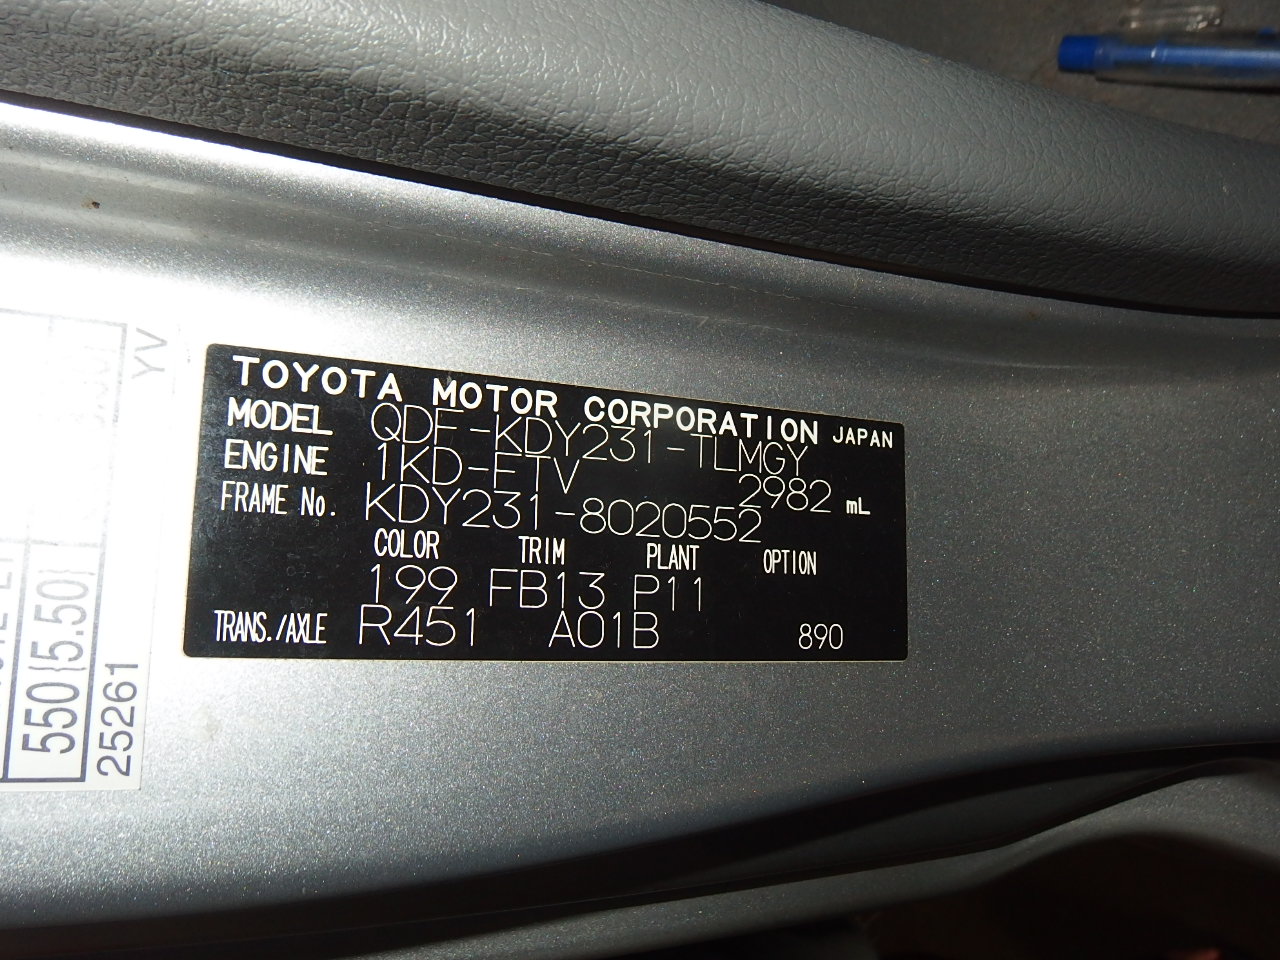 TOYOTA MOTOR CORPORATION JAPAN
MODEL QDF-KDY231-TLMGY
ENGINE 1KD-FTV 2982 mL
FRAME No. KDY231-8020552
COLOR TRIM PLANT OPTION
199 FB13 P11
TRANS./AXLE R451 A01B 890
YV
550(5.50)
25261